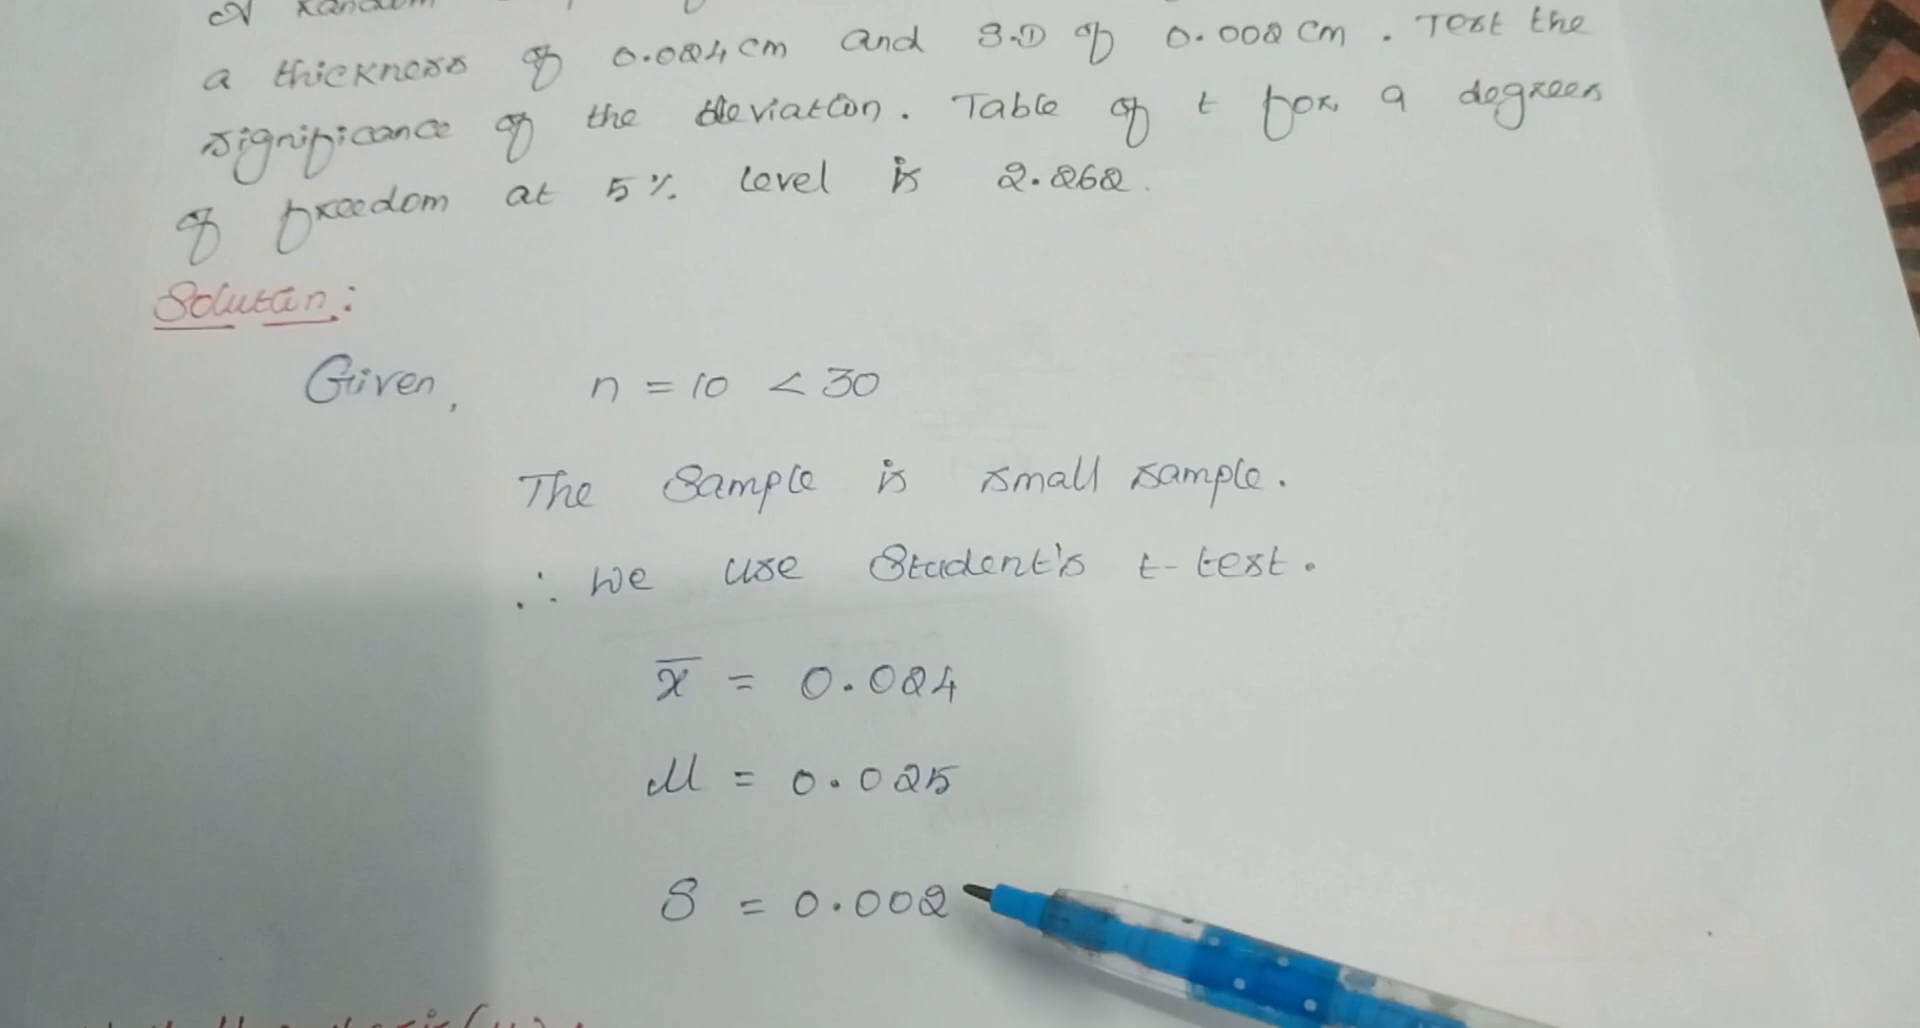 a thickness of 0.024 cm and S.D of 0.002 cm. Test the
significance of the deviation. Table of t for 9 degrees
of freedom at 5% level is 2.262.
Solution:
Given, n = 10 < 30
The Sample is small sample.
∴ we use Student's t-test.
x̄ = 0.024
μ = 0.025
S = 0.002